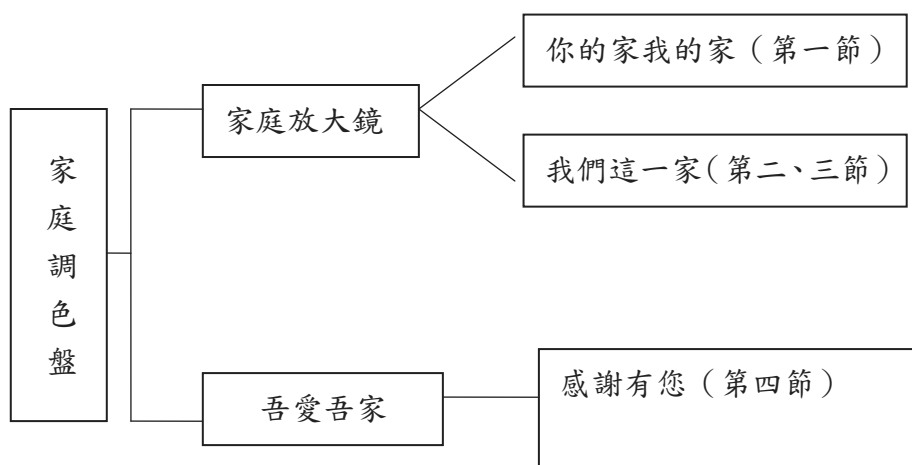 家庭調色盤
家庭放大鏡
你的家我的家（第一節）
我們這一家（第二、三節）
吾愛吾家
感謝有您（第四節）